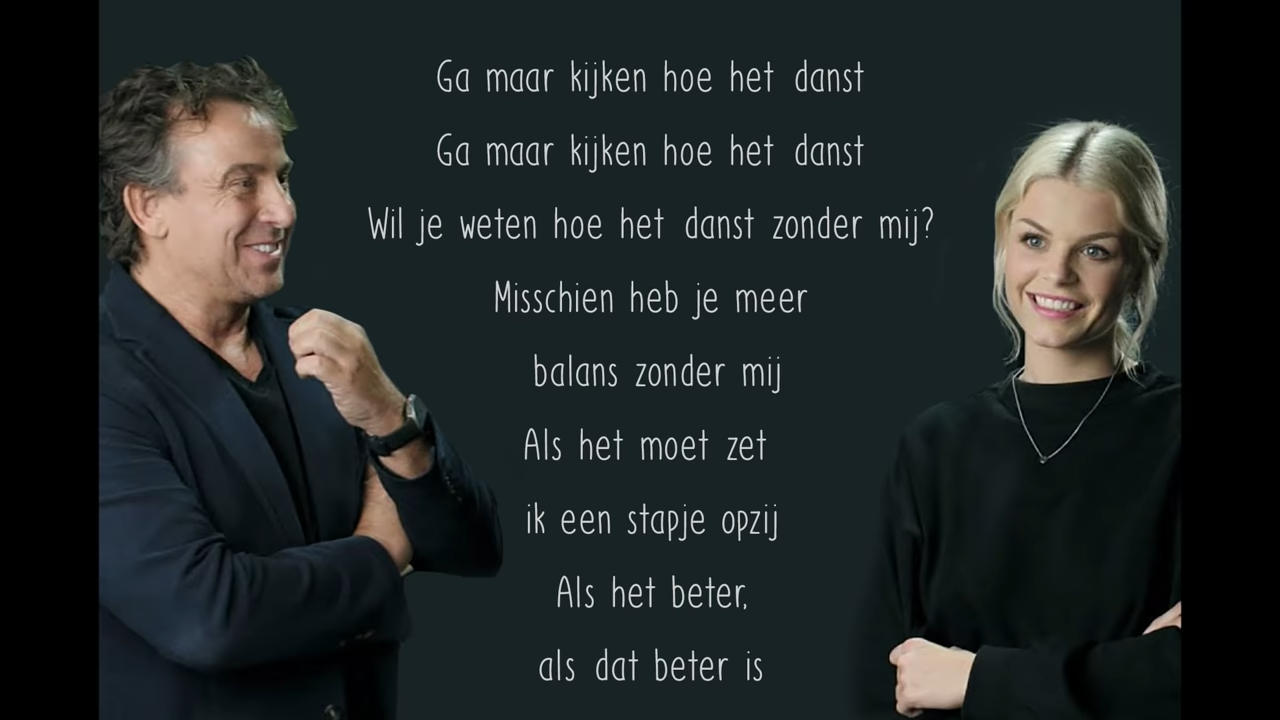 Ga maar kijken hoe het danst
Ga maar kijken hoe het danst
Wil je weten hoe het danst zonder mij?
Misschien heb je meer
balans zonder mij
Als het moet zet
ik een stapje opzij
Als het beter,
als dat beter is